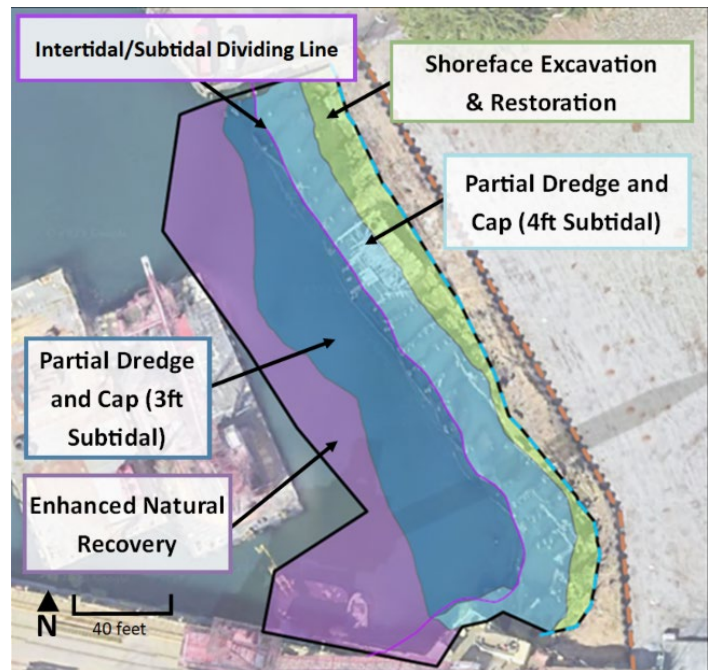 Intertidal/Subtidal Dividing Line
Shoreface Excavation
& Restoration
Partial Dredge and
Cap (4ft Subtidal)
Partial Dredge
and Cap (3ft
Subtidal)
Enhanced Natural
Recovery
N
40 feet